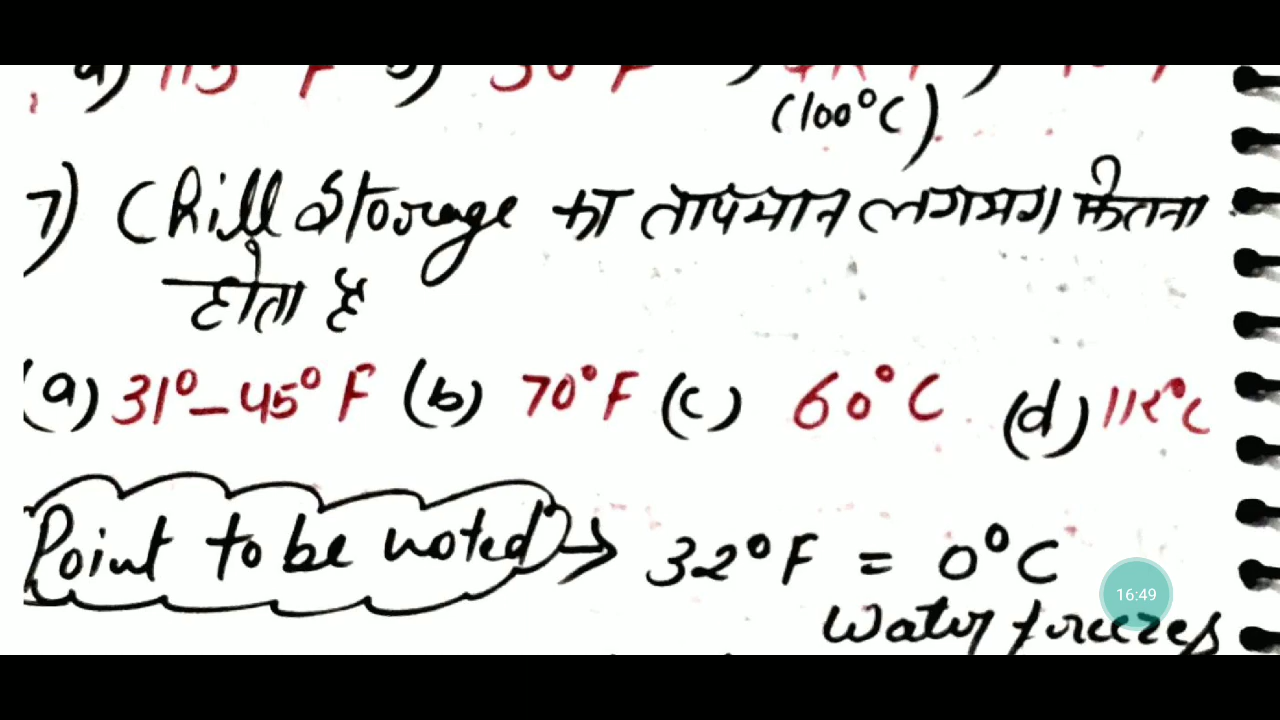 (100°C)
7) Chill Storage का तापमान लगभग कितना
होता है
(a) 31°-45° F (b) 70°F (c) 60°C (d)
Point to be noted → 32°F = 0°C
Water freezes
16:49